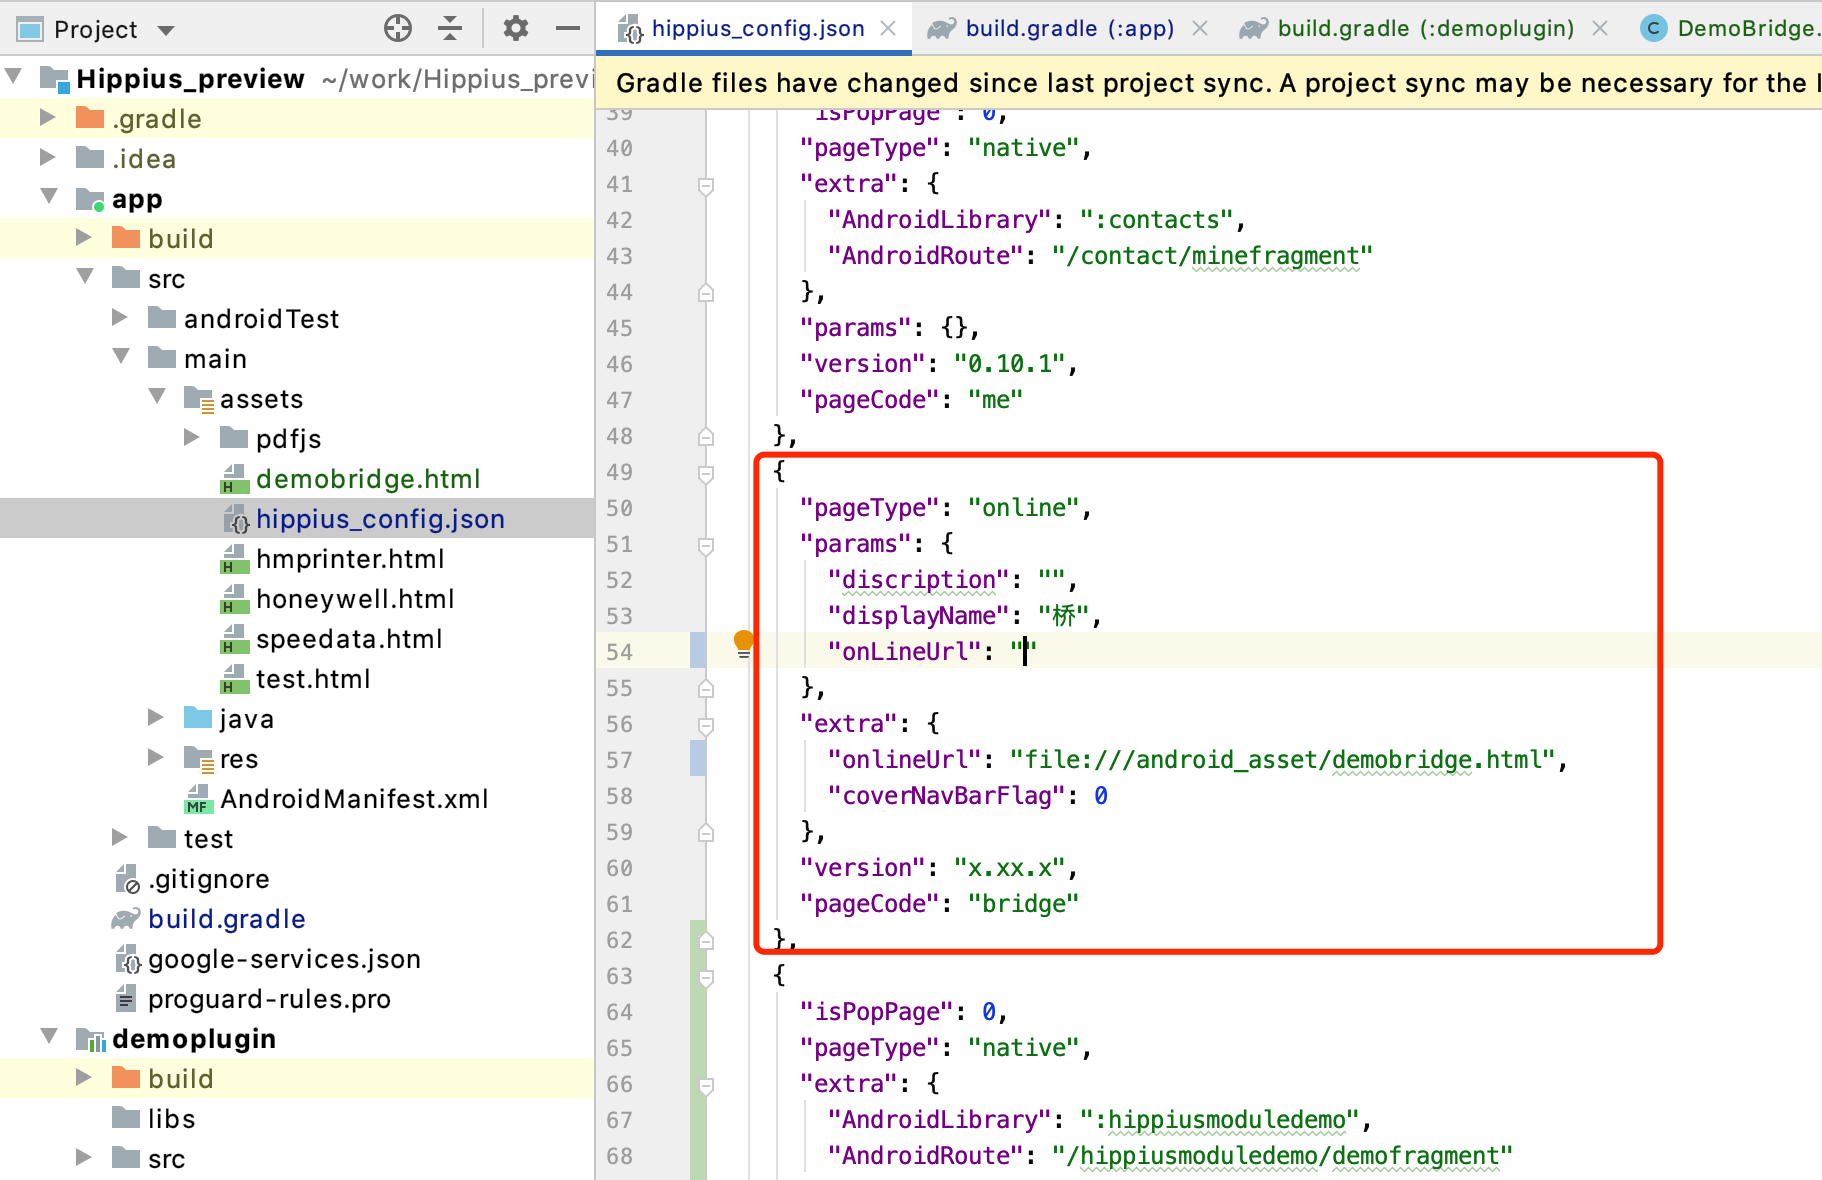 Project
hippius_config.json
build.gradle (:app)
build.gradle (:demoplugin)
DemoBridge.
Hippius_preview ~/work/Hippius_previ
.gradle
.idea
app
build
src
androidTest
main
assets
pdfjs
demobridge.html
hippius_config.json
hmprinter.html
honeywell.html
speedata.html
test.html
java
res
AndroidManifest.xml
test
.gitignore
build.gradle
google-services.json
proguard-rules.pro
demoplugin
build
libs
src
Gradle files have changed since last project sync. A project sync may be necessary for the I
39 "isPopPage": 0,
40 "pageType": "native",
41 "extra": {
42 "AndroidLibrary": ":contacts",
43 "AndroidRoute": "/contact/minefragment"
44 },
45 "params": {},
46 "version": "0.10.1",
47 "pageCode": "me"
48 },
49 {
50 "pageType": "online",
51 "params": {
52 "discription": "",
53 "displayName": "桥",
54 "onLineUrl": ""
55 },
56 "extra": {
57 "onlineUrl": "file:///android_asset/demobridge.html",
58 "coverNavBarFlag": 0
59 },
60 "version": "x.xx.x",
61 "pageCode": "bridge"
62 },
63 {
64 "isPopPage": 0,
65 "pageType": "native",
66 "extra": {
67 "AndroidLibrary": ":hippiusmoduledemo",
68 "AndroidRoute": "/hippiusmoduledemo/demofragment"